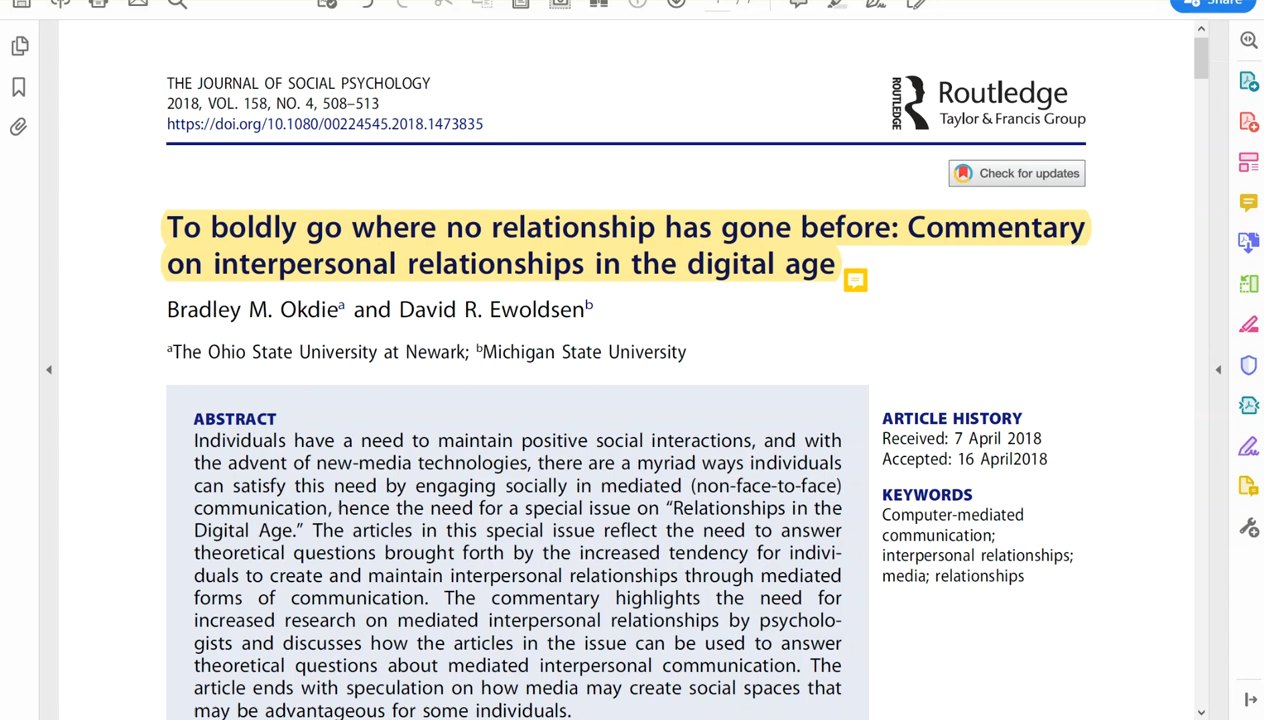 Share
THE JOURNAL OF SOCIAL PSYCHOLOGY
2018, VOL. 158, NO. 4, 508–513
https://doi.org/10.1080/00224545.2018.1473835
ROUTLEDGE
Routledge
Taylor & Francis Group
Check for updates
To boldly go where no relationship has gone before: Commentary
on interpersonal relationships in the digital age
Bradley M. Okdieᵃ and David R. Ewoldsenᵇ
ᵃThe Ohio State University at Newark; ᵇMichigan State University
ABSTRACT
Individuals have a need to maintain positive social interactions, and with
the advent of new-media technologies, there are a myriad ways individuals
can satisfy this need by engaging socially in mediated (non-face-to-face)
communication, hence the need for a special issue on “Relationships in the
Digital Age.” The articles in this special issue reflect the need to answer
theoretical questions brought forth by the increased tendency for indivi-
duals to create and maintain interpersonal relationships through mediated
forms of communication. The commentary highlights the need for
increased research on mediated interpersonal relationships by psycholo-
gists and discusses how the articles in the issue can be used to answer
theoretical questions about mediated interpersonal communication. The
article ends with speculation on how media may create social spaces that
may be advantageous for some individuals.
ARTICLE HISTORY
Received: 7 April 2018
Accepted: 16 April2018
KEYWORDS
Computer-mediated
communication;
interpersonal relationships;
media; relationships